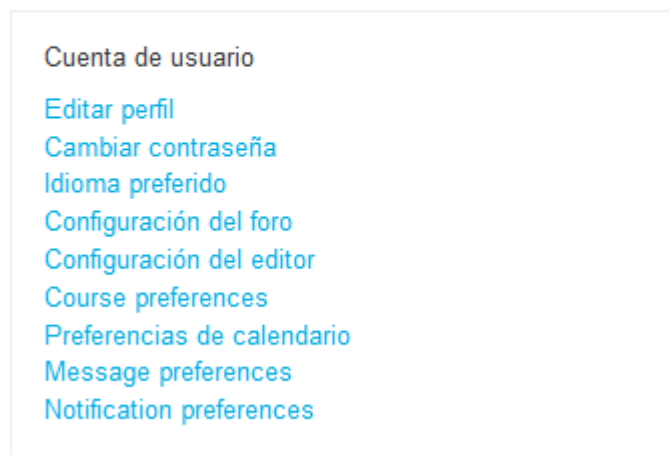 Cuenta de usuario
Editar perfil
Cambiar contraseña
Idioma preferido
Configuración del foro
Configuración del editor
Course preferences
Preferencias de calendario
Message preferences
Notification preferences